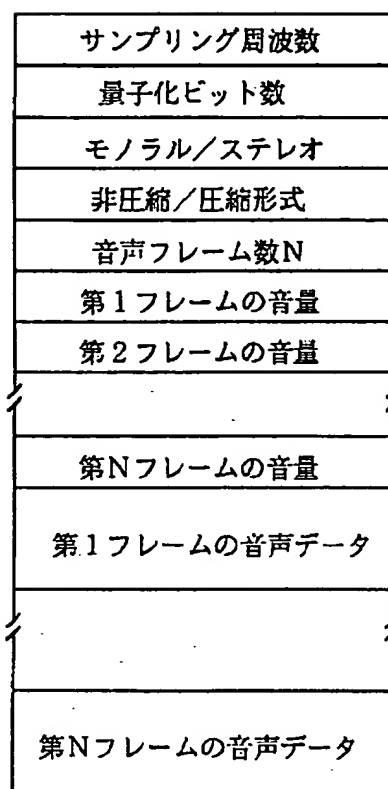 サンプリング周波数
量子化ビット数
モノラル／ステレオ
非圧縮／圧縮形式
音声フレーム数N
第1フレームの音量
第2フレームの音量
第Nフレームの音量
第1フレームの音声データ
第Nフレームの音声データ